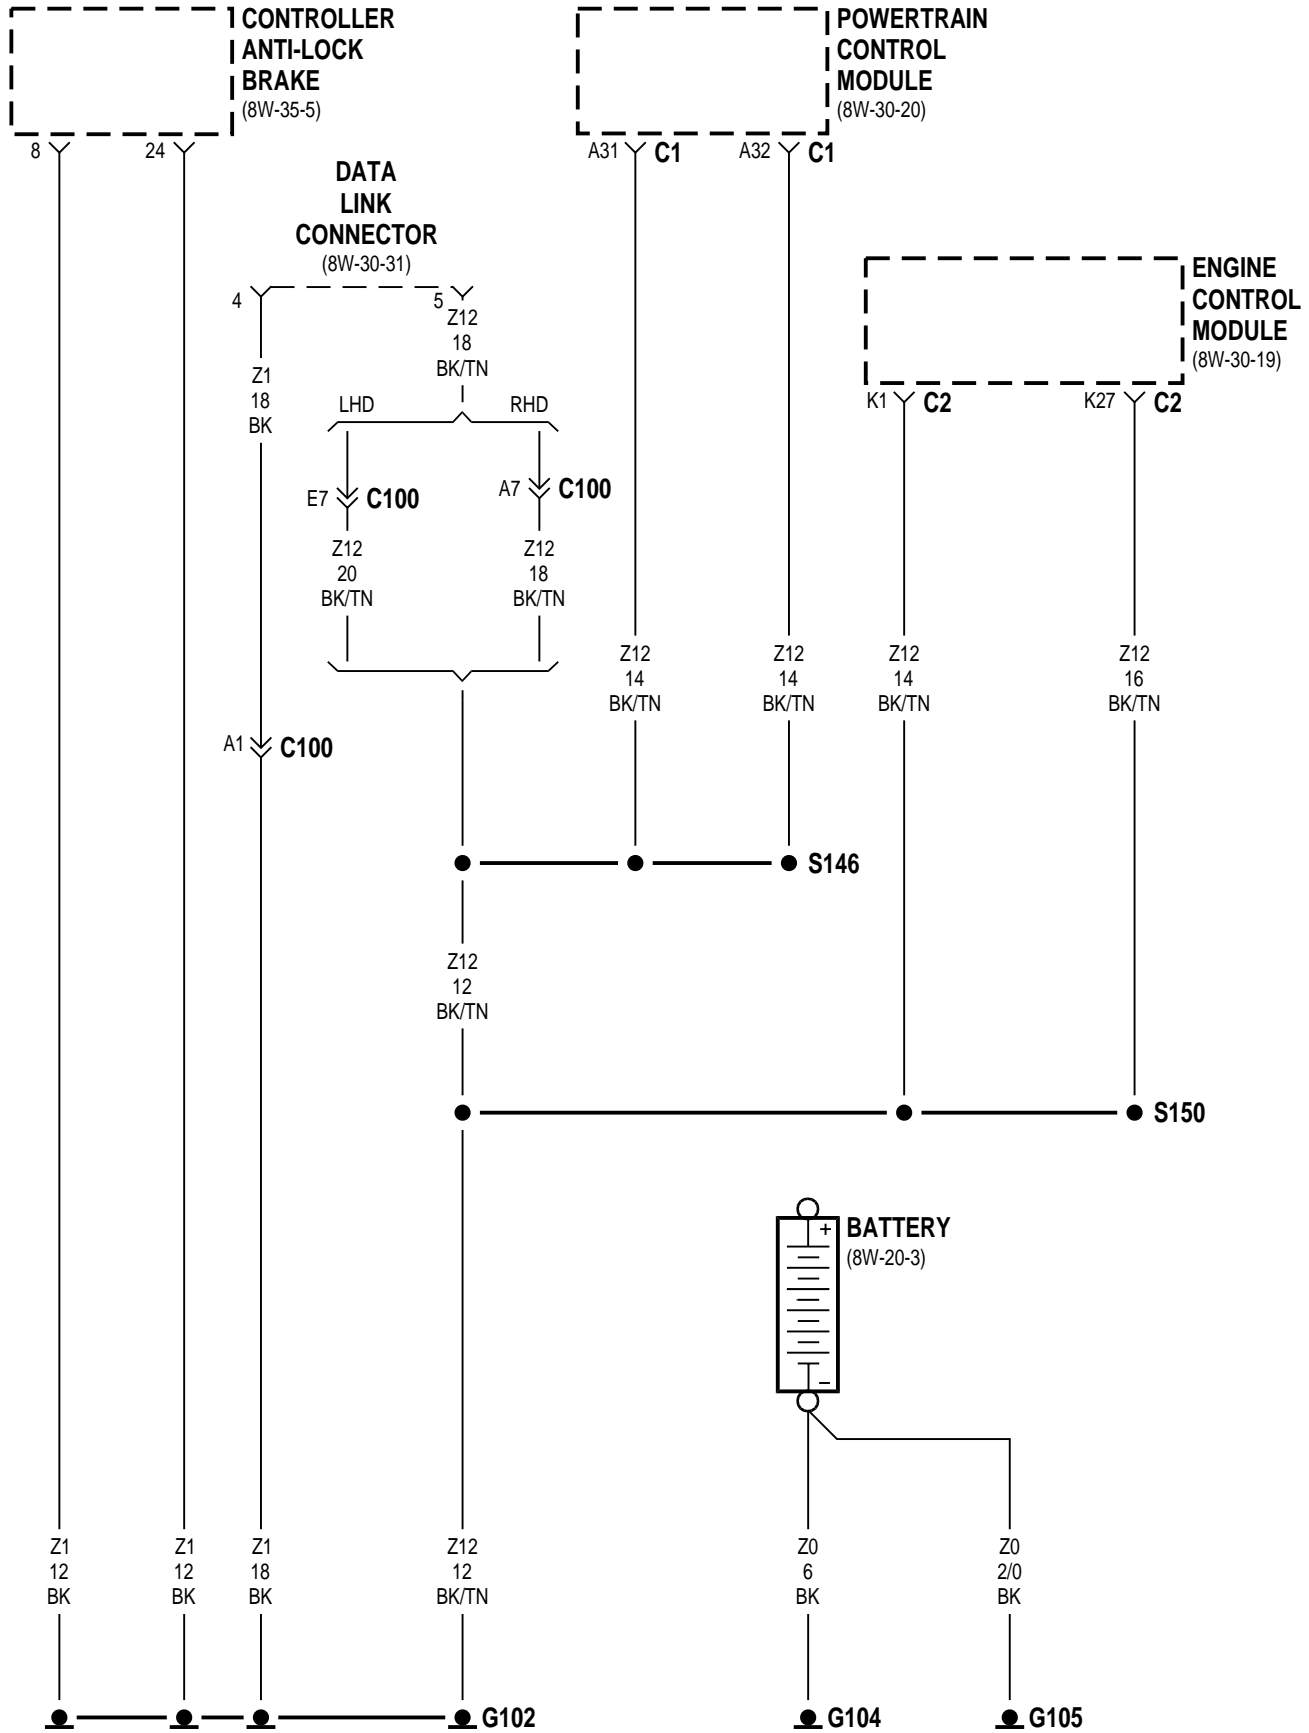 CONTROLLER
ANTI-LOCK
BRAKE
(8W-35-5)
POWERTRAIN
CONTROL
MODULE
(8W-30-20)
8
24
A31
C1
A32
C1
DATA
LINK
CONNECTOR
(8W-30-31)
ENGINE
CONTROL
MODULE
(8W-30-19)
4
5
Z12
18
BK/TN
Z1
18
BK
LHD
RHD
K1
C2
K27
C2
E7
C100
A7
C100
Z12
20
BK/TN
Z12
18
BK/TN
Z12
14
BK/TN
Z12
14
BK/TN
Z12
14
BK/TN
Z12
16
BK/TN
A1
C100
S146
Z12
12
BK/TN
S150
+
BATTERY
(8W-20-3)
–
Z1
12
BK
Z1
12
BK
Z1
18
BK
Z12
12
BK/TN
Z0
6
BK
Z0
2/0
BK
G102
G104
G105